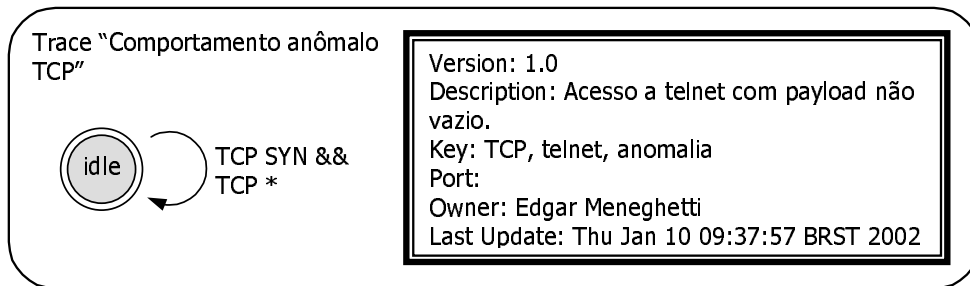 Trace “Comportamento anômalo
TCP”
idle
TCP SYN &&
TCP *
Version: 1.0
Description: Acesso a telnet com payload não
vazio.
Key: TCP, telnet, anomalia
Port:
Owner: Edgar Meneghetti
Last Update: Thu Jan 10 09:37:57 BRST 2002